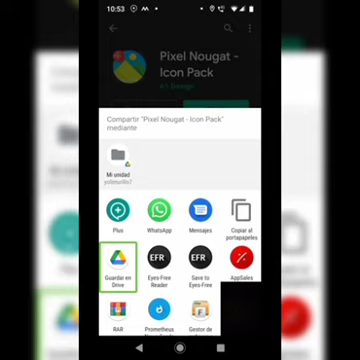 10:53
Pixel Nougat -
Icon Pack
Compartir "Pixel Nougat - Icon Pack"
mediante
Mi unidad
Plus
WhatsApp
Mensajes
Copiar al
portapapeles
Guardar en
Drive
Eyes-Free
Reader
Save to
Eyes-Free
AppSales
EFR
EFR
RAR
Prometheus
Gestor de